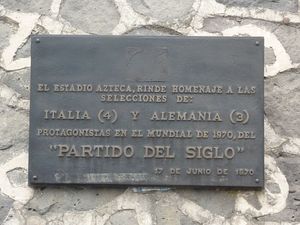 EL ESTADIO AZTECA, RINDE HOMENAJE A LAS
SELECCIONES DE:
ITALIA (4) Y ALEMANIA (3)
PROTAGONISTAS EN EL MUNDIAL DE 1970, DEL
"PARTIDO DEL SIGLO"
17 DE JUNIO DE 1970